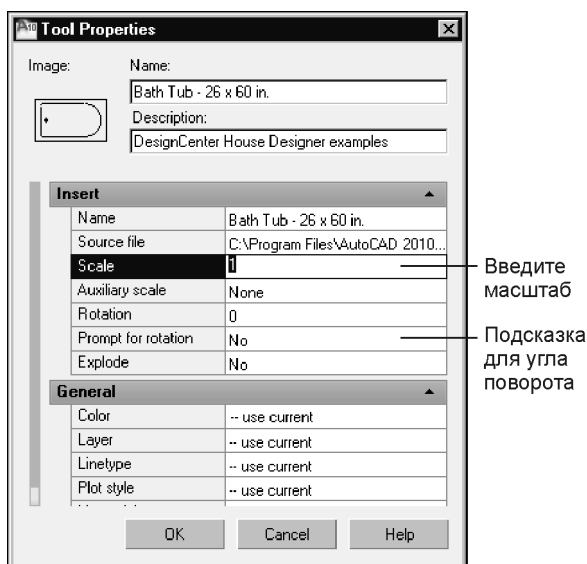 Tool Properties
Image:
Name:
Bath Tub - 26 x 60 in.
Description:
DesignCenter House Designer examples
Insert
Name Bath Tub - 26 x 60 in.
Source file C:\Program Files\AutoCAD 2010...
Scale 1
Auxiliary scale None
Rotation 0
Prompt for rotation No
Explode No
General
Color -- use current
Layer -- use current
Linetype -- use current
Plot style -- use current
OK Cancel Help
Введите
масштаб
Подсказка
для угла
поворота